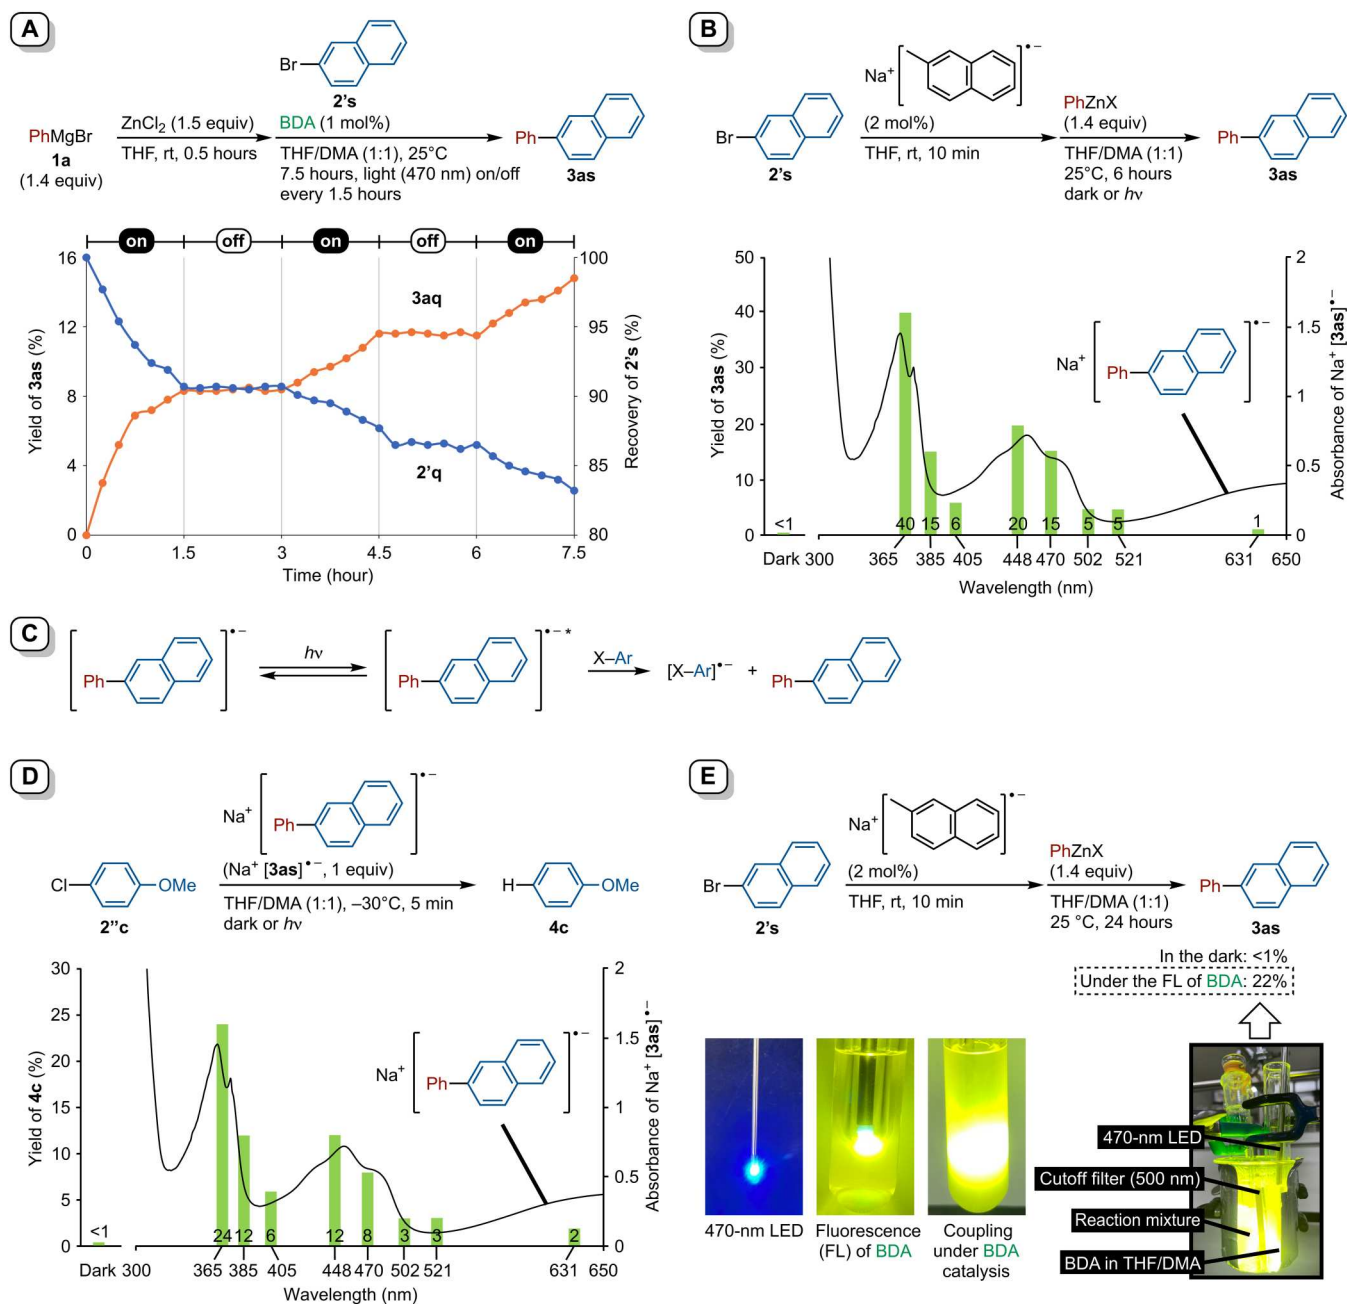 A
Br
2's
PhMgBr
1a
(1.4 equiv)
ZnCl2 (1.5 equiv)
THF, rt, 0.5 hours
BDA (1 mol%)
THF/DMA (1:1), 25°C
7.5 hours, light (470 nm) on/off
every 1.5 hours
Ph
3as
on off on off on
16
12
8
4
0
Yield of 3as (%)
100
95
90
85
80
Recovery of 2's (%)
3aq
2'q
0 1.5 3 4.5 6 7.5
Time (hour)
B
Br
2's
Na+ [ ]•–
(2 mol%)
THF, rt, 10 min
PhZnX
(1.4 equiv)
THF/DMA (1:1)
25°C, 6 hours
dark or hν
Ph
3as
50
40
30
20
10
0
Yield of 3as (%)
2
1.5
1
0.5
0
Absorbance of Na+ [3as]•–
Na+ [Ph ]•–
<1 40 15 6 20 15 5 5 1
Dark 300 365 385 405 448 470 502 521 631 650
Wavelength (nm)
C
Ph •–
hν
Ph •–*
X–Ar
[X–Ar]•– + Ph
D
Cl OMe
2"c
Na+ [Ph ]•–
(Na+ [3as]•–, 1 equiv)
THF/DMA (1:1), –30°C, 5 min
dark or hν
H OMe
4c
30
25
20
15
10
5
0
Yield of 4c (%)
2
1.5
1
0.5
0
Absorbance of Na+ [3as]•–
Na+ [Ph ]•–
<1 24 12 6 12 8 3 3 2
Dark 300 365 385 405 448 470 502 521 631 650
Wavelength (nm)
E
Br
2's
Na+ [ ]•–
(2 mol%)
THF, rt, 10 min
PhZnX
(1.4 equiv)
THF/DMA (1:1)
25 °C, 24 hours
Ph
3as
In the dark: <1%
Under the FL of BDA: 22%
470-nm LED
Fluorescence
(FL) of BDA
Coupling
under BDA
catalysis
470-nm LED
Cutoff filter (500 nm)
Reaction mixture
BDA in THF/DMA